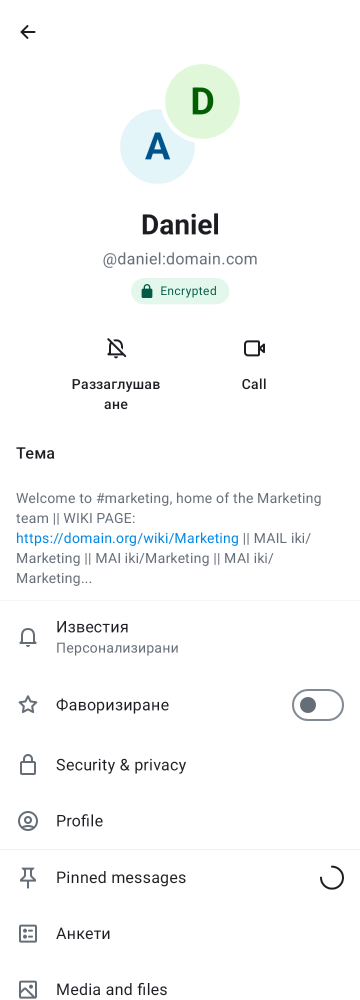 D
A
Daniel
@daniel:domain.com
Encrypted
Раззаглушав
ане
Call
Тема
Welcome to #marketing, home of the Marketing
team || WIKI PAGE:
https://domain.org/wiki/Marketing || MAIL iki/
Marketing || MAI iki/Marketing || MAI iki/
Marketing...
Известия
Персонализирани
Фаворизиране
Security & privacy
Profile
Pinned messages
Анкети
Media and files